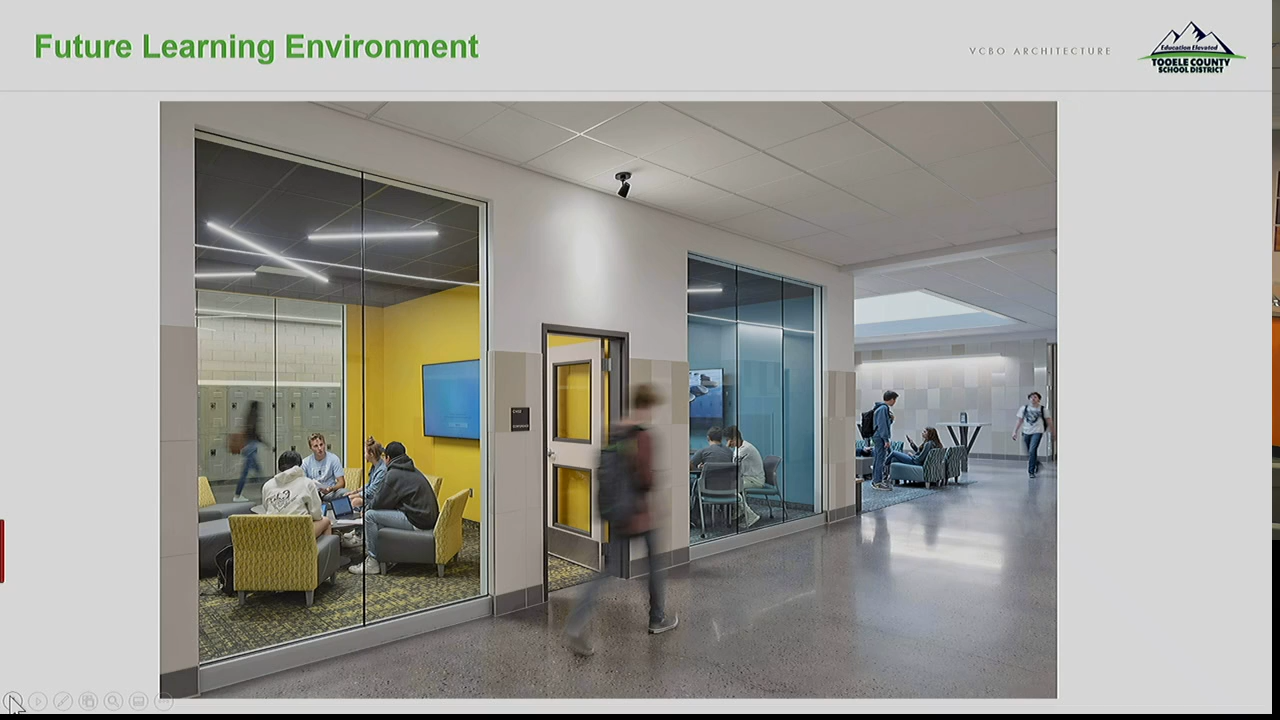 Future Learning Environment
VCBO ARCHITECTURE
Education Elevated
TOOELE COUNTY
SCHOOL DISTRICT